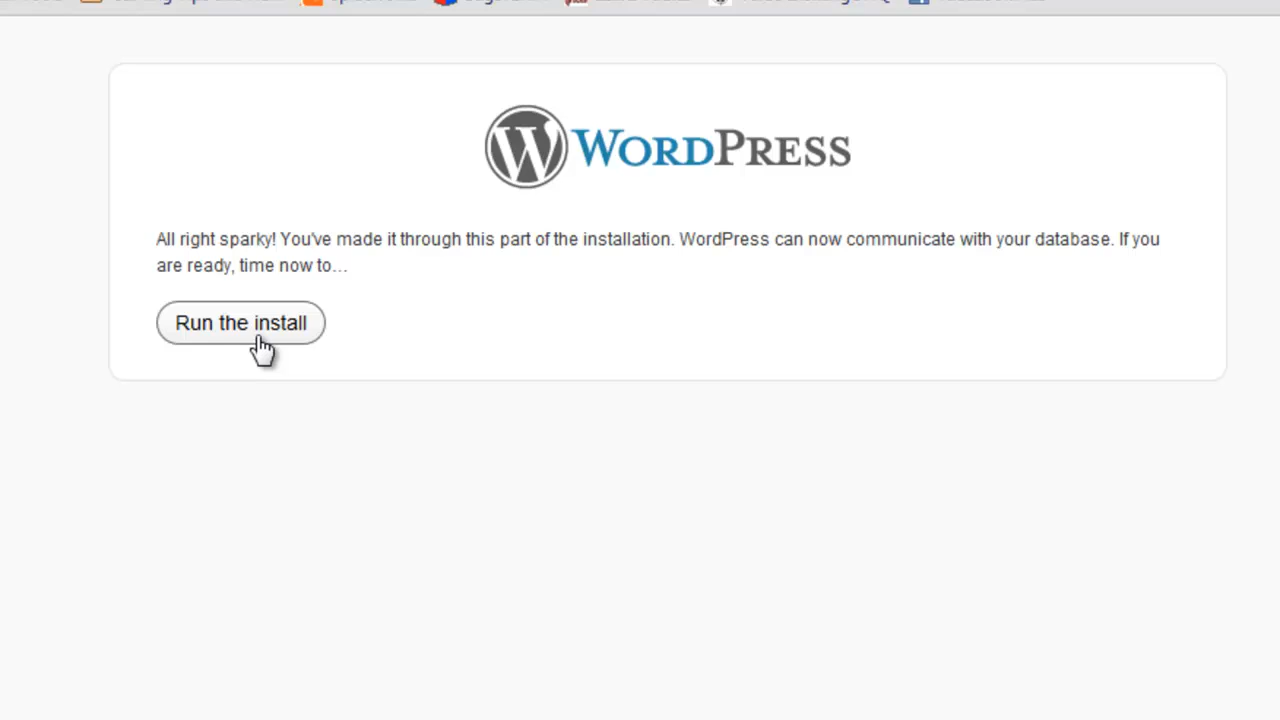 WORDPRESS
All right sparky! You've made it through this part of the installation. WordPress can now communicate with your database. If you
are ready, time now to…
Run the install